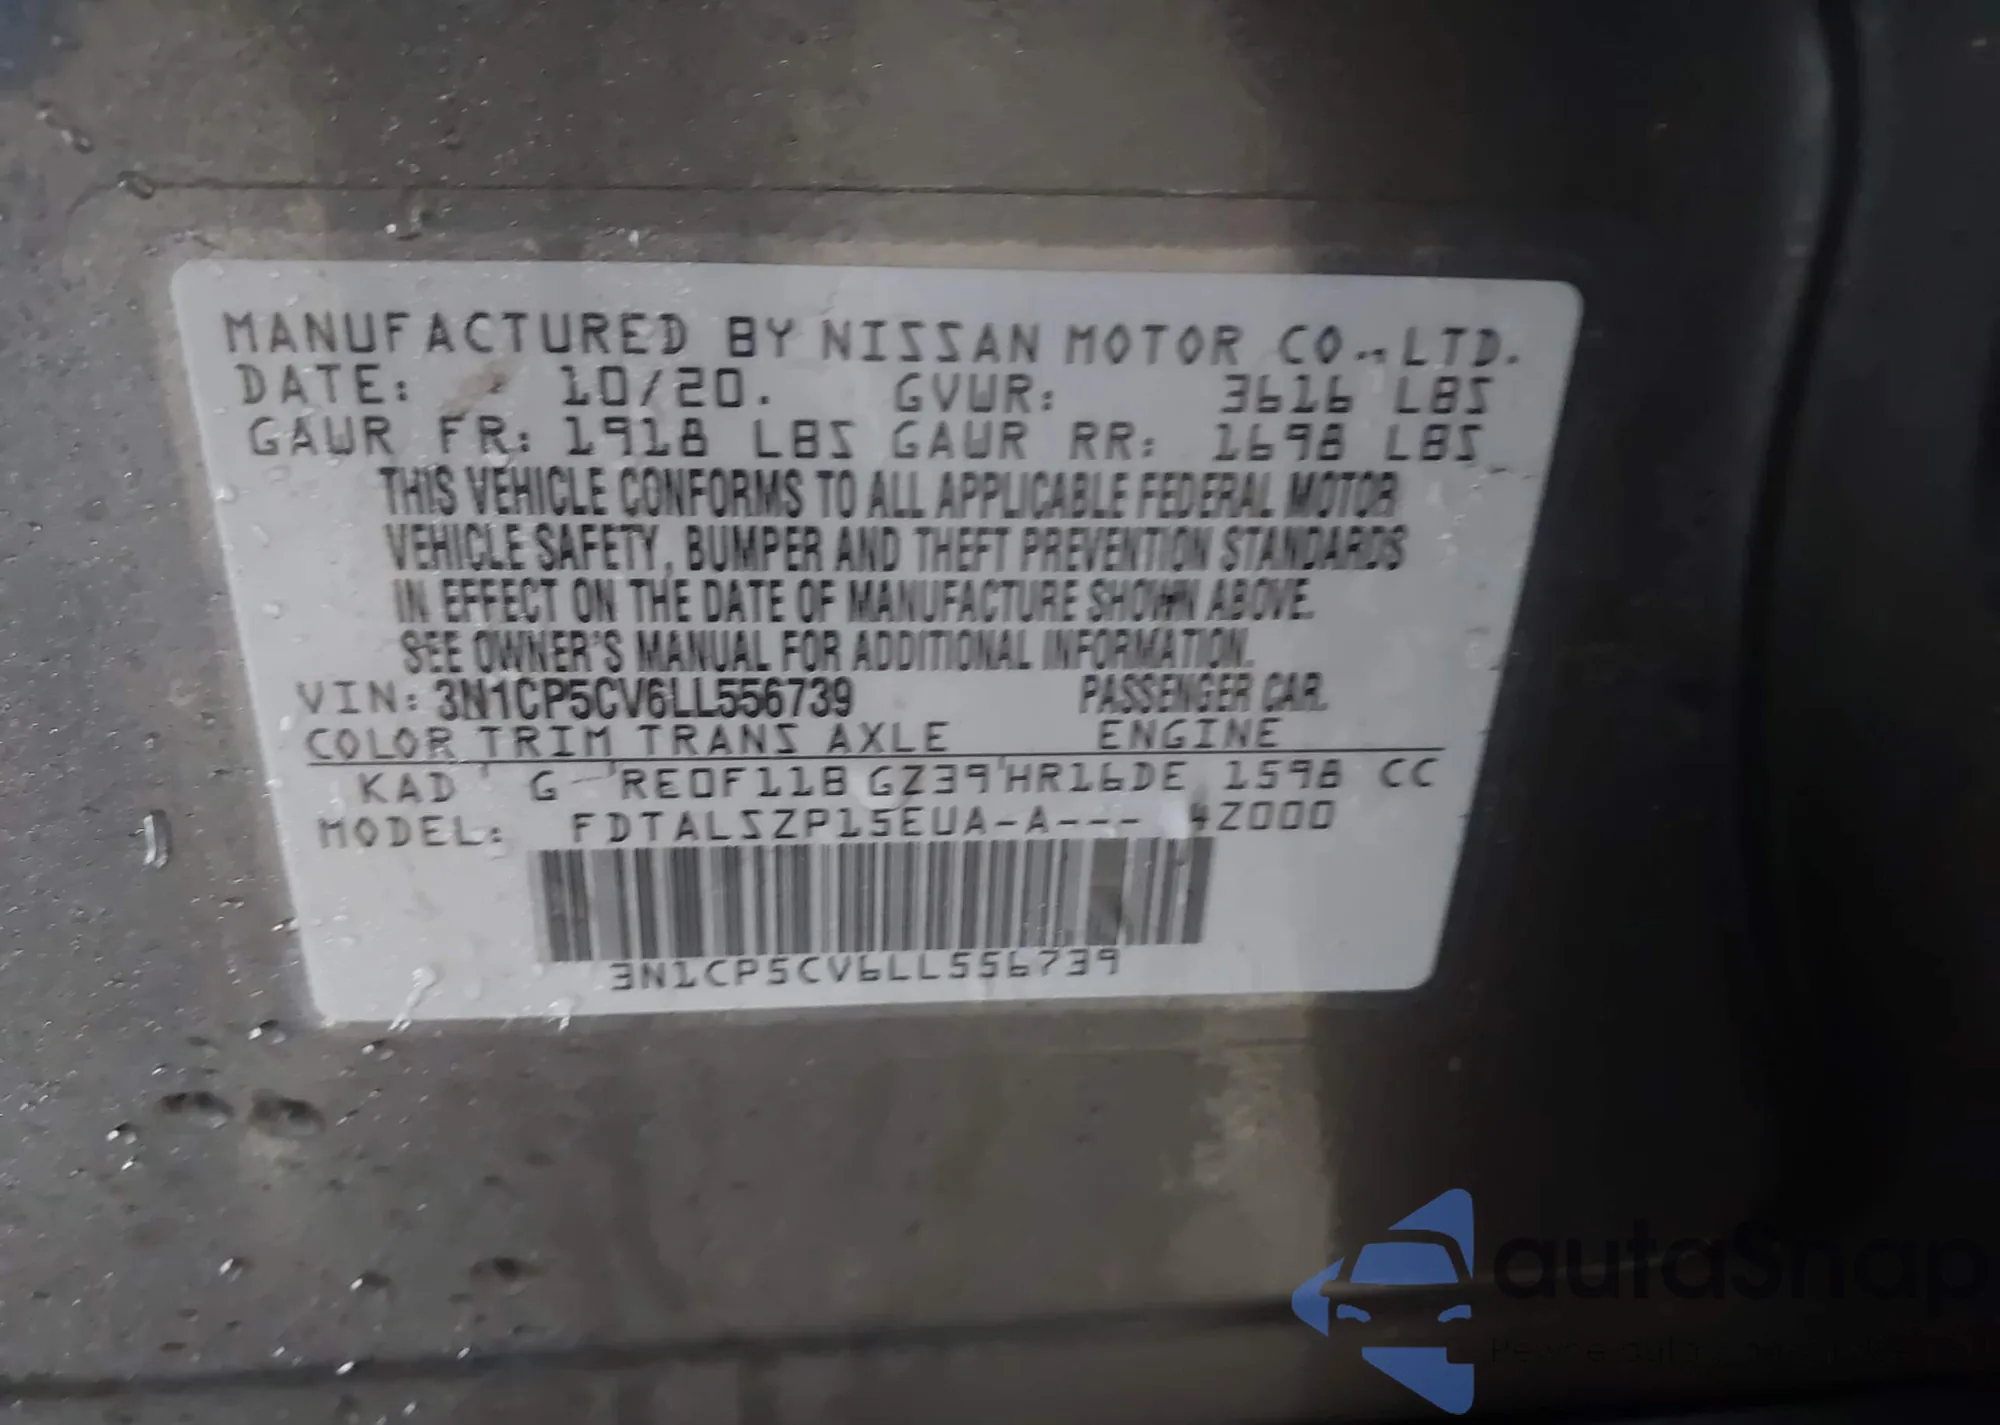 MANUFACTURED BY NISSAN MOTOR CO., LTD.
DATE: 10/20. GVWR: 3616 LBS
GAWR FR: 1918 LBS GAWR RR: 1698 LBS
THIS VEHICLE CONFORMS TO ALL APPLICABLE FEDERAL MOTOR
VEHICLE SAFETY, BUMPER AND THEFT PREVENTION STANDARDS
IN EFFECT ON THE DATE OF MANUFACTURE SHOWN ABOVE.
SEE OWNER'S MANUAL FOR ADDITIONAL INFORMATION.
VIN: 3N1CP5CV6LL556739 PASSENGER CAR.
COLOR TRIM TRANS AXLE ENGINE
KAD G RE0F11B GZ39 HR16DE 1598 CC
MODEL: FDTALSZP15EUA-A--- 4Z000
3N1CP5CV6LL556739
autaSnap